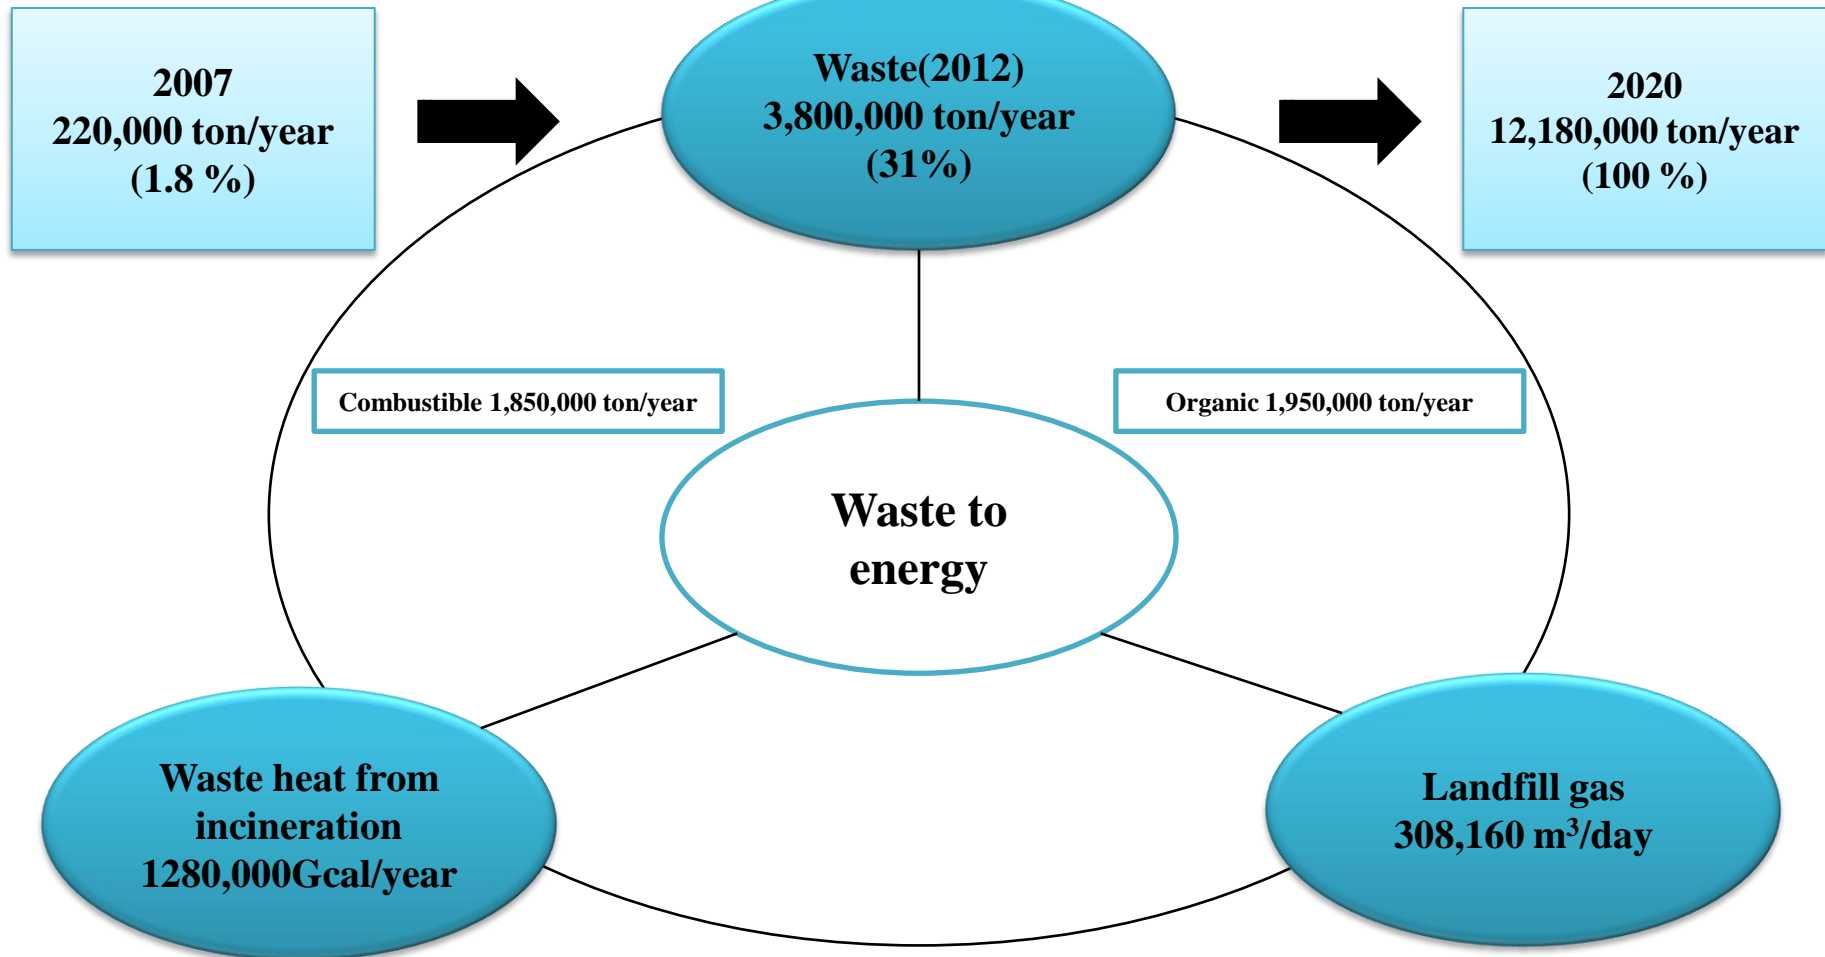 2007
220,000 ton/year
(1.8 %)
Waste(2012)
3,800,000 ton/year
(31%)
2020
12,180,000 ton/year
(100 %)
Combustible 1,850,000 ton/year
Organic 1,950,000 ton/year
Waste to
energy
Waste heat from
incineration
1280,000Gcal/year
Landfill gas
308,160 m³/day